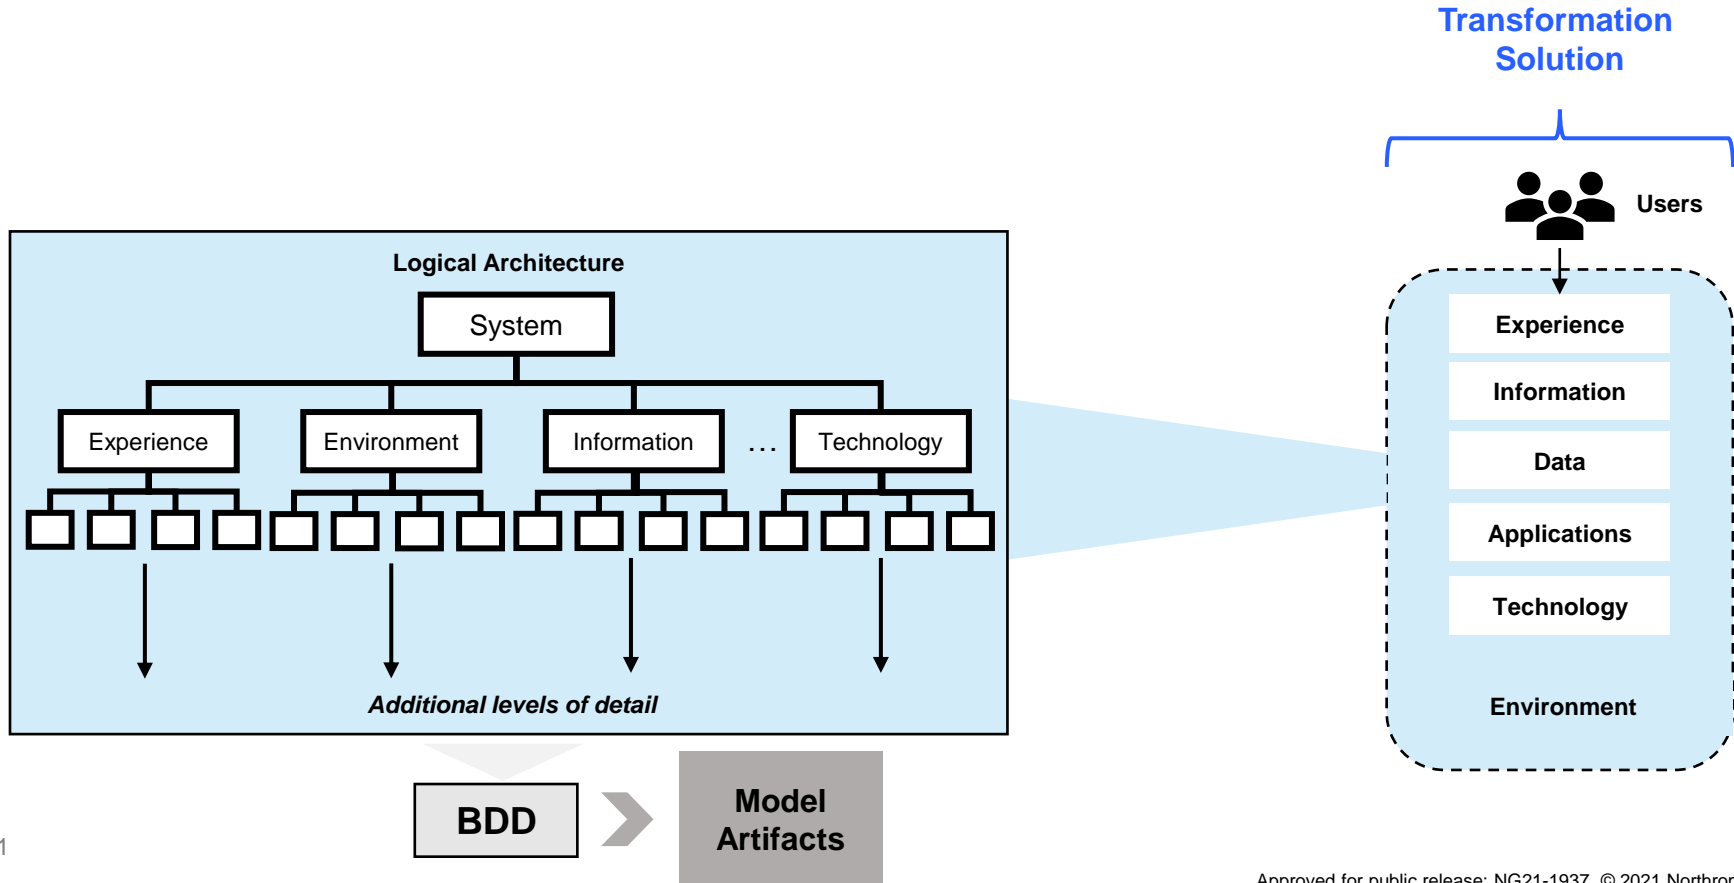 Transformation
Solution
Users
Logical Architecture
System
Experience
Environment
Information
...
Technology
Additional levels of detail
BDD
Model
Artifacts
Experience
Information
Data
Applications
Technology
Environment
1
Approved for public release; NG21-1937. © 2021